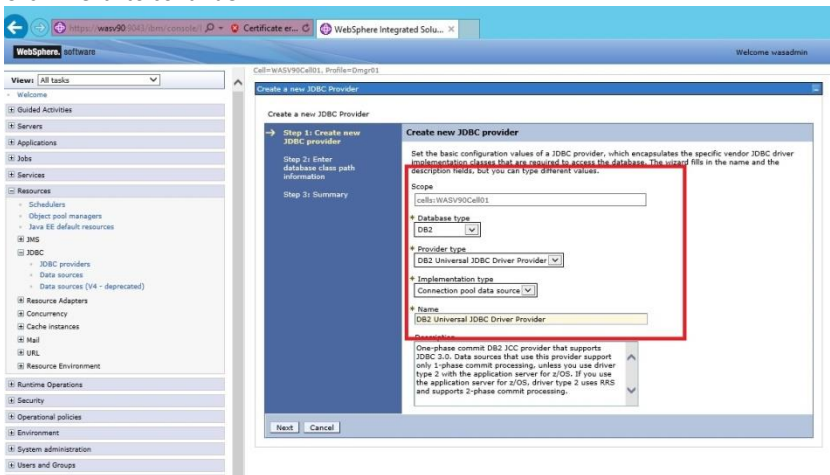 https://wasv90:9043/ibm/console/l
Certificate er...
WebSphere Integrated Solu...
WebSphere. software
Welcome wasadmin
View: All tasks
Welcome
Guided Activities
Servers
Applications
Jobs
Services
Resources
Schedulers
Object pool managers
Java EE default resources
JMS
JDBC
JDBC providers
Data sources
Data sources (V4 - deprecated)
Resource Adapters
Concurrency
Cache instances
Mail
URL
Resource Environment
Runtime Operations
Security
Operational policies
Environment
System administration
Users and Groups
Cell=WASV90Cell01, Profile=Dmgr01
Create a new JDBC Provider
Create a new JDBC Provider
Step 1: Create new
JDBC provider
Step 2: Enter
database class path
information
Step 3: Summary
Create new JDBC provider
Set the basic configuration values of a JDBC provider, which encapsulates the specific vendor JDBC driver
implementation classes that are required to access the database. The wizard fills in the name and the
description fields, but you can type different values.
Scope
cells:WASV90Cell01
* Database type
DB2
* Provider type
DB2 Universal JDBC Driver Provider
* Implementation type
Connection pool data source
* Name
DB2 Universal JDBC Driver Provider
Description
One-phase commit DB2 JCC provider that supports
JDBC 3.0. Data sources that use this provider support
only 1-phase commit processing, unless you use driver
type 2 with the application server for z/OS. If you use
the application server for z/OS, driver type 2 uses RRS
and supports 2-phase commit processing.
Next Cancel